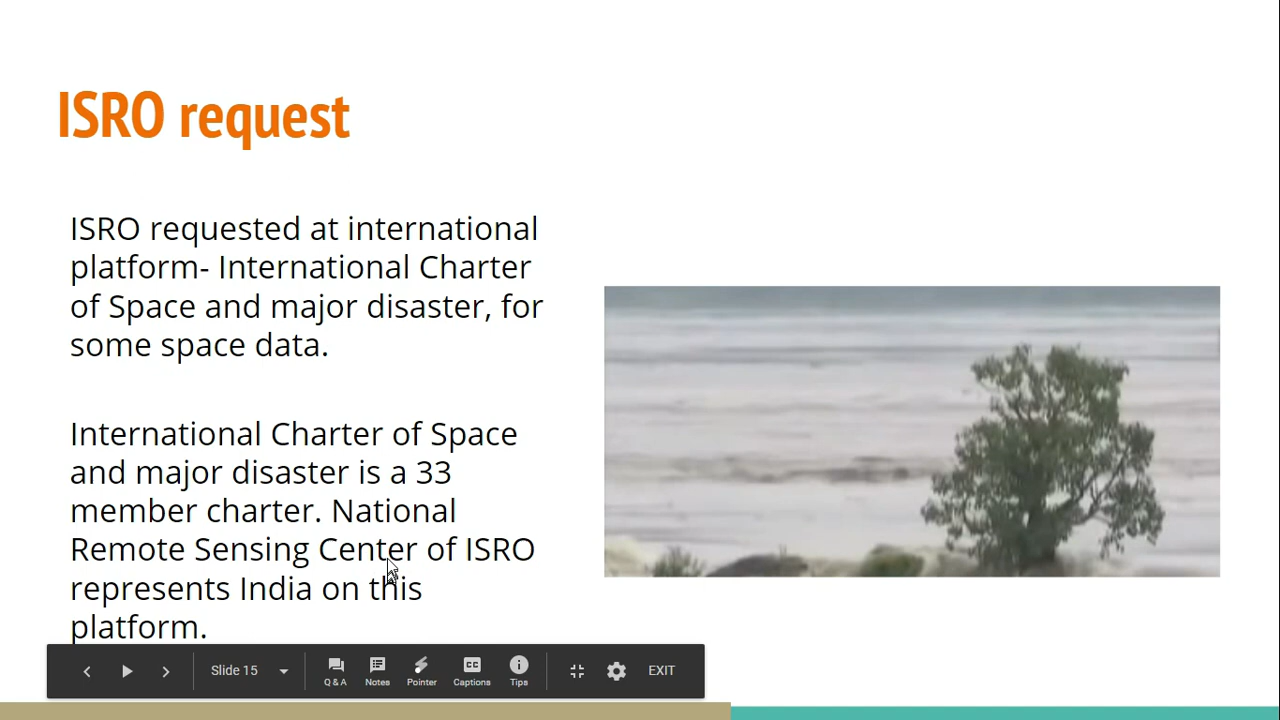 ISRO request
ISRO requested at international
platform- International Charter
of Space and major disaster, for
some space data.
International Charter of Space
and major disaster is a 33
member charter. National
Remote Sensing Center of ISRO
represents India on this
platform.
Slide 15
Q & A
Notes
Pointer
CC
Captions
Tips
EXIT